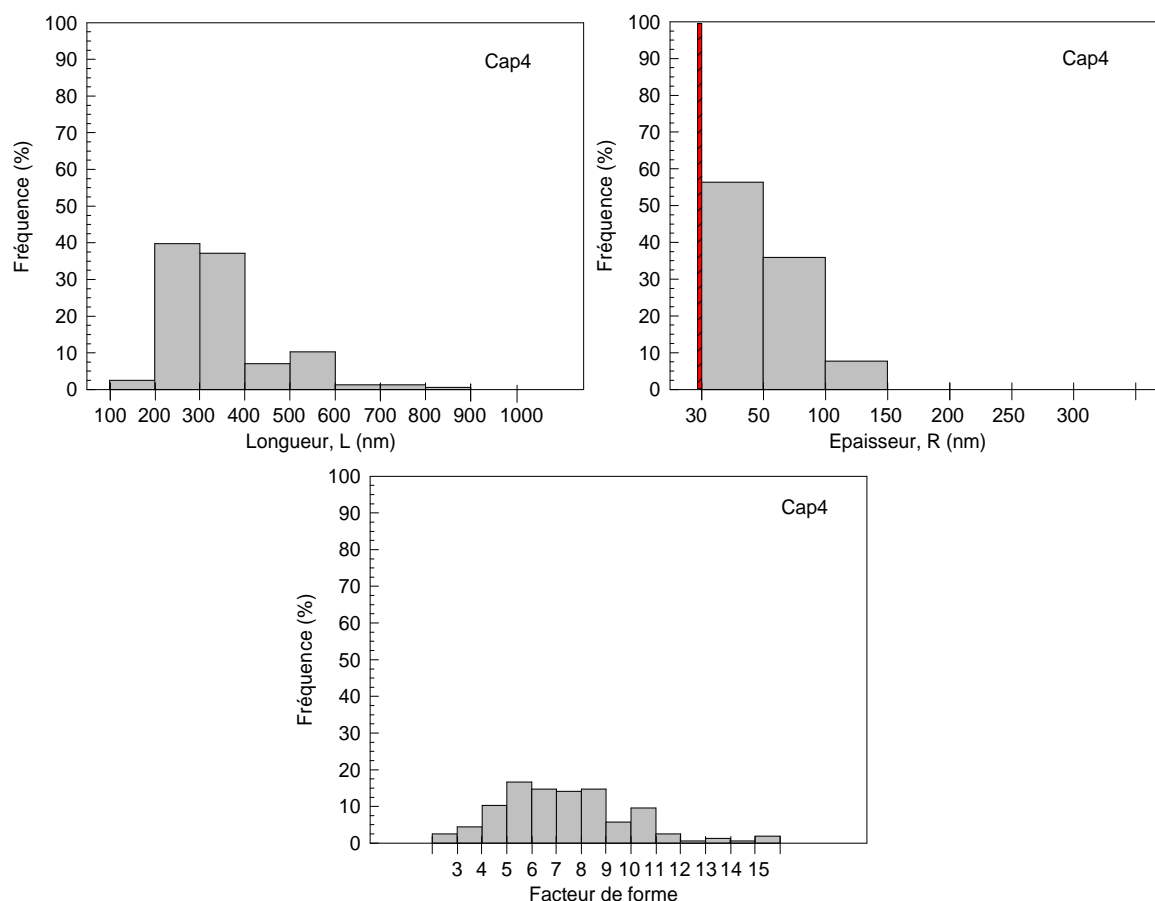 100
90
80
70
60
50
40
30
20
10
0
Fréquence (%)
Cap4
100 200 300 400 500 600 700 800 900 1000
Longueur, L (nm)
100
90
80
70
60
50
40
30
20
10
0
Fréquence (%)
Cap4
30 50 100 150 200 250 300
Epaisseur, R (nm)
100
90
80
70
60
50
40
30
20
10
0
Fréquence (%)
Cap4
3 4 5 6 7 8 9 10 11 12 13 14 15
Facteur de forme